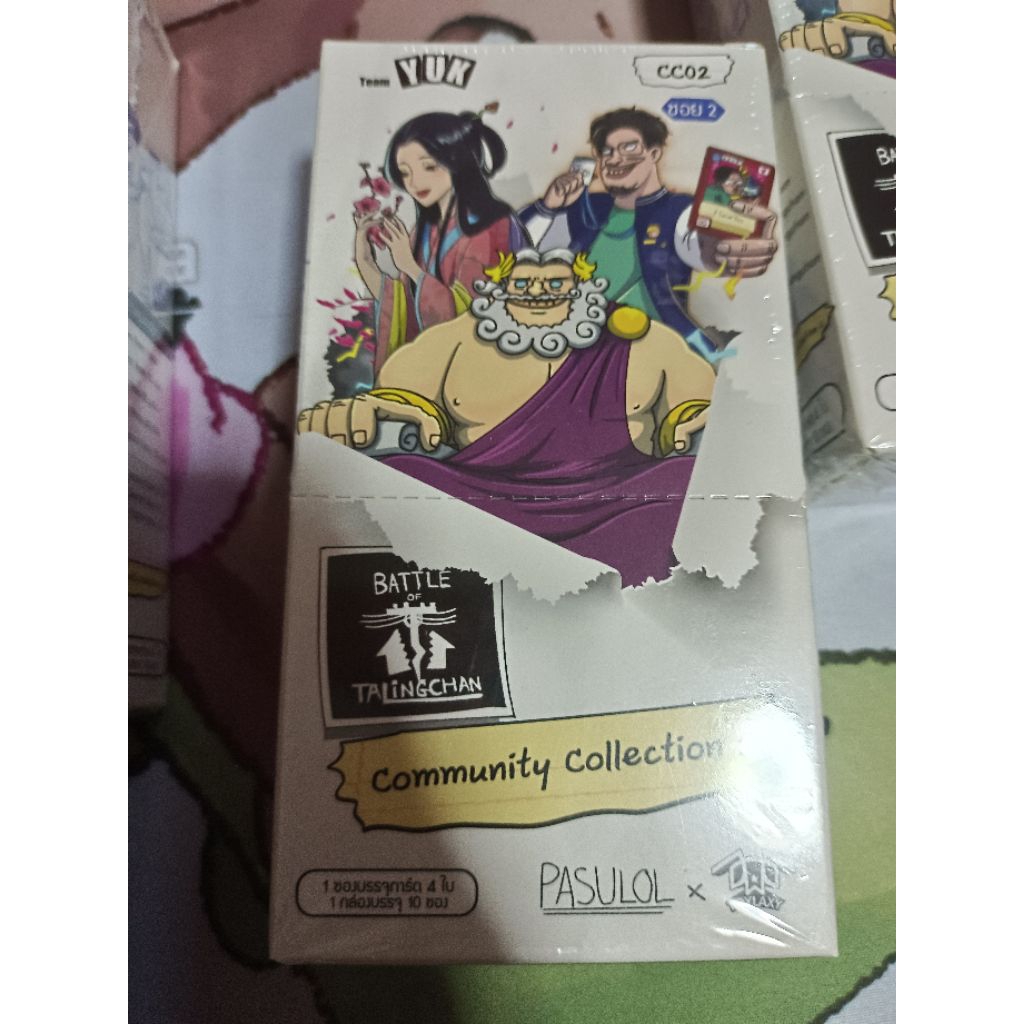 Team YUK
CC02
ซอย 2
BATTLE
OF
TALINGCHAN
Community Collection
1 ซองบรรจุการ์ด 4 ใบ
1 กล่องบรรจุ 10 ซอง
PASULOL x